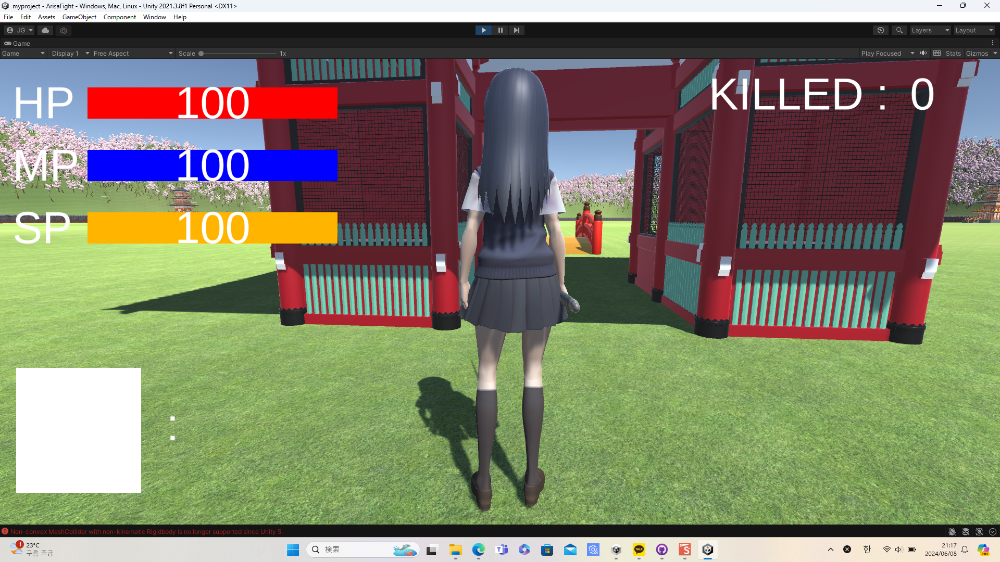 myproject - ArisaFight - Windows, Mac, Linux - Unity 2021.3.8f1 Personal <DX11>
File Edit Assets GameObject Component Window Help
JG
Layers
Layout
Game
Game
Display 1
Free Aspect
Scale
1x
Play Focused
Stats
Gizmos
HP 100
KILLED : 0
MP 100
SP 100
:
Non-convex MeshCollider with non-kinematic Rigidbody is no longer supported since Unity 5.
1
23°C
구름 조금
検索
T
TALK
S
한
21:17
2024/06/08
PRE